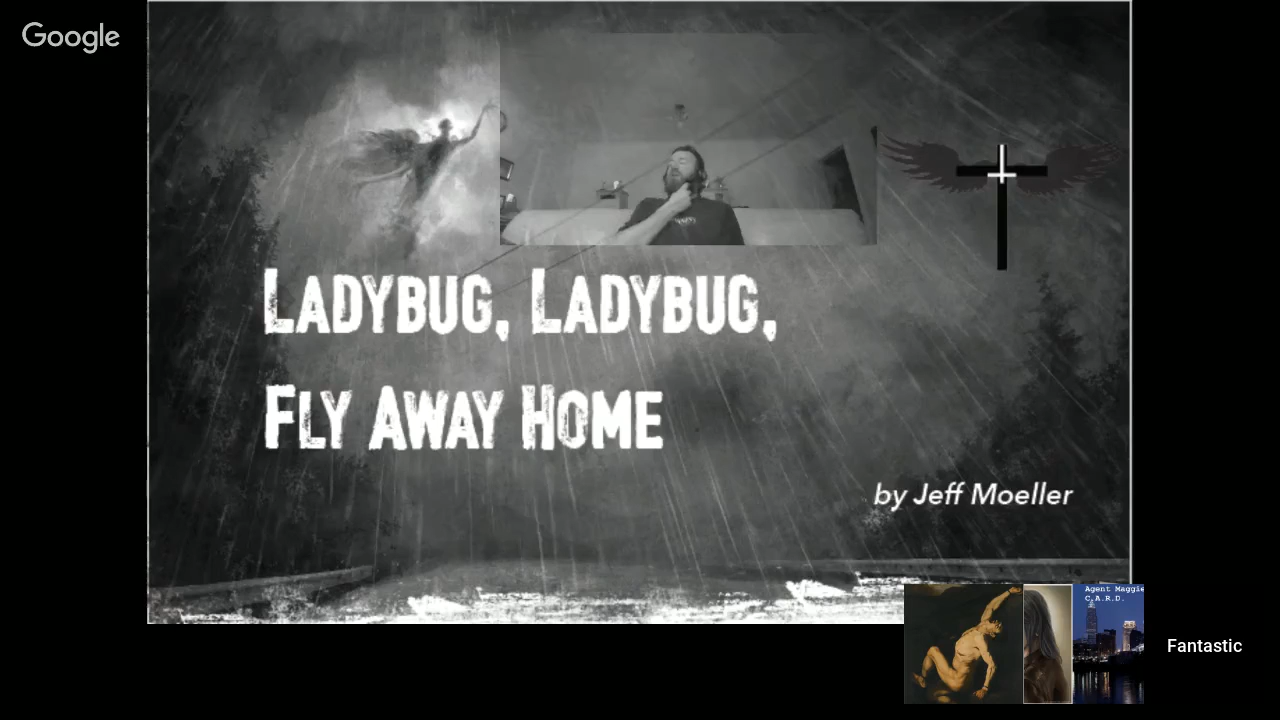 Google
LADYBUG, LADYBUG,
FLY AWAY HOME
by Jeff Moeller
Agent Maggie
C.A.R.D.
Fantastic